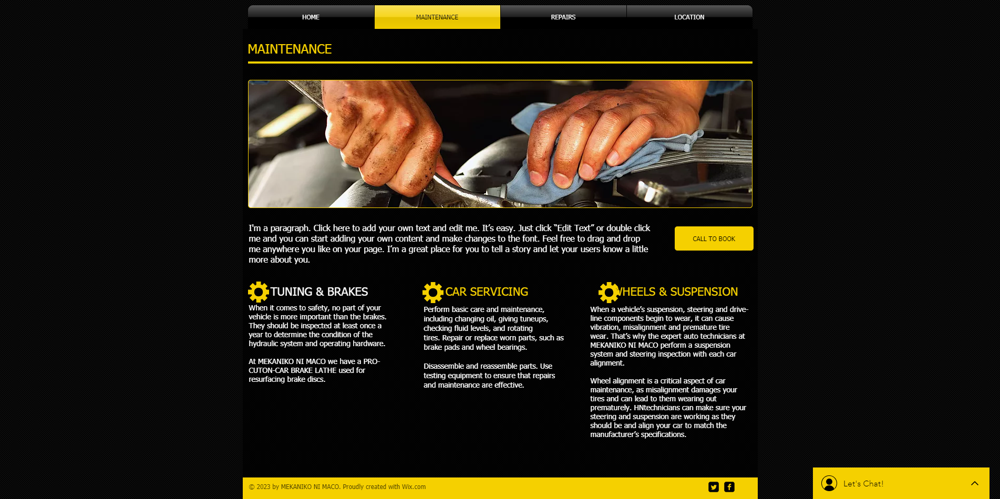 HOME
MAINTENANCE
REPAIRS
LOCATION
MAINTENANCE
I'm a paragraph. Click here to add your own text and edit me. It’s easy. Just click “Edit Text” or double click
me and you can start adding your own content and make changes to the font. Feel free to drag and drop
me anywhere you like on your page. I’m a great place for you to tell a story and let your users know a little
more about you.
CALL TO BOOK
TUNING & BRAKES
When it comes to safety, no part of your
vehicle is more important than the brakes.
They should be inspected at least once a
year to determine the condition of the
hydraulic system and operating hardware.
At MEKANIKO NI MACO we have a PRO-
CUTON-CAR BRAKE LATHE used for
resurfacing brake discs.
CAR SERVICING
Perform basic care and maintenance,
including changing oil, giving tuneups,
checking fluid levels, and rotating
tires. Repair or replace worn parts, such as
brake pads and wheel bearings.
Disassemble and reassemble parts. Use
testing equipment to ensure that repairs
and maintenance are effective.
WHEELS & SUSPENSION
When a vehicle’s suspension, steering and drive-
line components begin to wear, it can cause
vibration, misalignment and premature tire
wear. That’s why the expert auto technicians at
MEKANIKO NI MACO perform a suspension
system and steering inspection with each car
alignment.
Wheel alignment is a critical aspect of car
maintenance, as misalignment damages your
tires and can lead to them wearing out
prematurely. HNtechnicians can make sure your
steering and suspension are working as they
should be and align your car to match the
manufacturer’s specifications.
© 2023 by MEKANIKO NI MACO. Proudly created with Wix.com
Let's Chat!